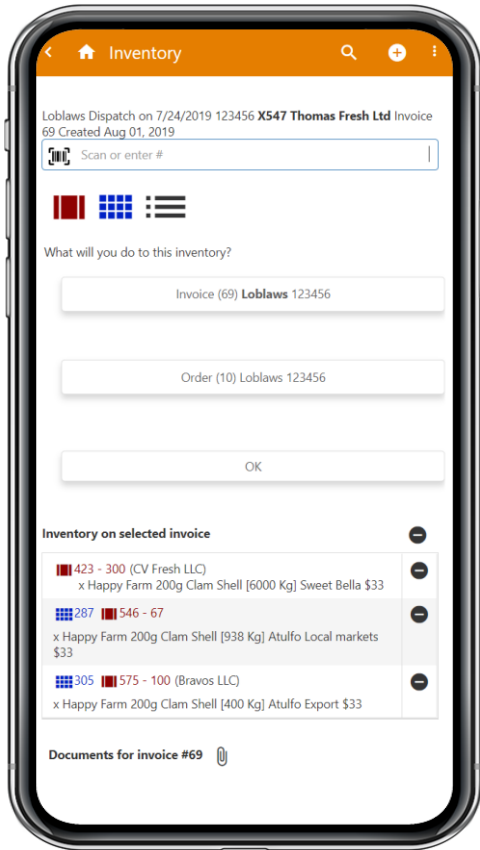 Inventory
Loblaws Dispatch on 7/24/2019 123456 X547 Thomas Fresh Ltd Invoice
69 Created Aug 01, 2019
Scan or enter #
What will you do to this inventory?
Invoice (69) Loblaws 123456
Order (10) Loblaws 123456
OK
Inventory on selected invoice
423 - 300 (CV Fresh LLC)
x Happy Farm 200g Clam Shell [6000 Kg] Sweet Bella $33
287 546 - 67
x Happy Farm 200g Clam Shell [938 Kg] Atulfo Local markets
$33
305 575 - 100 (Bravos LLC)
x Happy Farm 200g Clam Shell [400 Kg] Atulfo Export $33
Documents for invoice #69